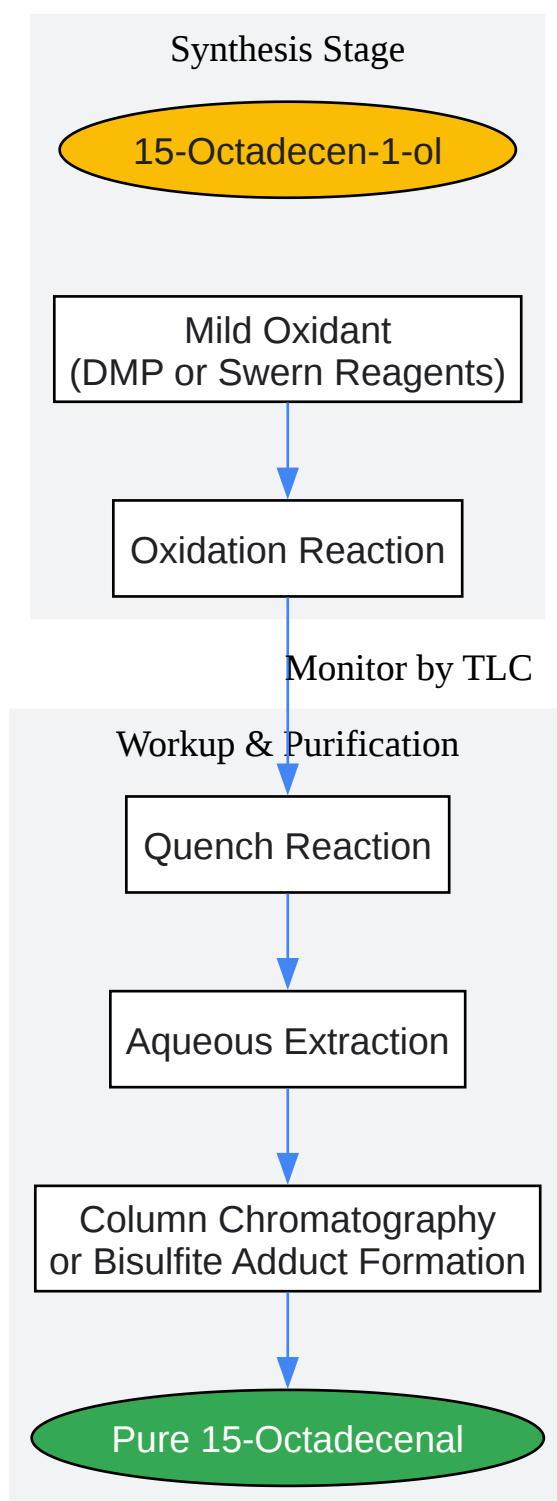 Synthesis Stage
15-Octadecen-1-ol
Mild Oxidant
(DMP or Swern Reagents)
Oxidation Reaction
Monitor by TLC
Workup & Purification
Quench Reaction
Aqueous Extraction
Column Chromatography
or Bisulfite Adduct Formation
Pure 15-Octadecenal